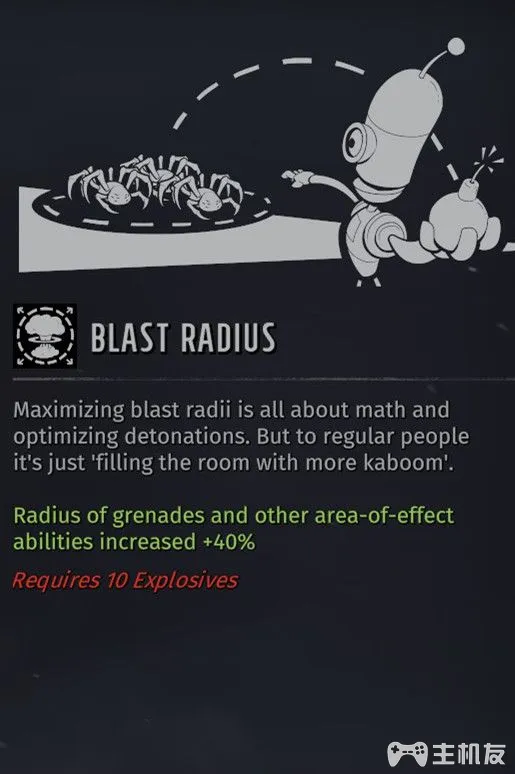 BLAST RADIUS
Maximizing blast radii is all about math and
optimizing detonations. But to regular people
it's just 'filling the room with more kaboom'.
Radius of grenades and other area-of-effect
abilities increased +40%
Requires 10 Explosives
主机友